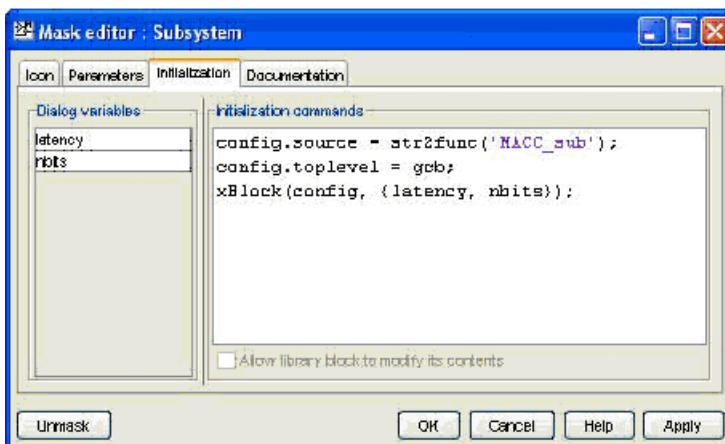 Mask editor : Subsystem
Icon Parameters Initialization Documentation
Dialog variables
latency
nbits
Initialization commands
config.source = str2func('MACC_sub');
config.toplevel = gcb;
xBlock(config, {latency, nbits});
Allow library block to modify its contents
Unmask OK Cancel Help Apply